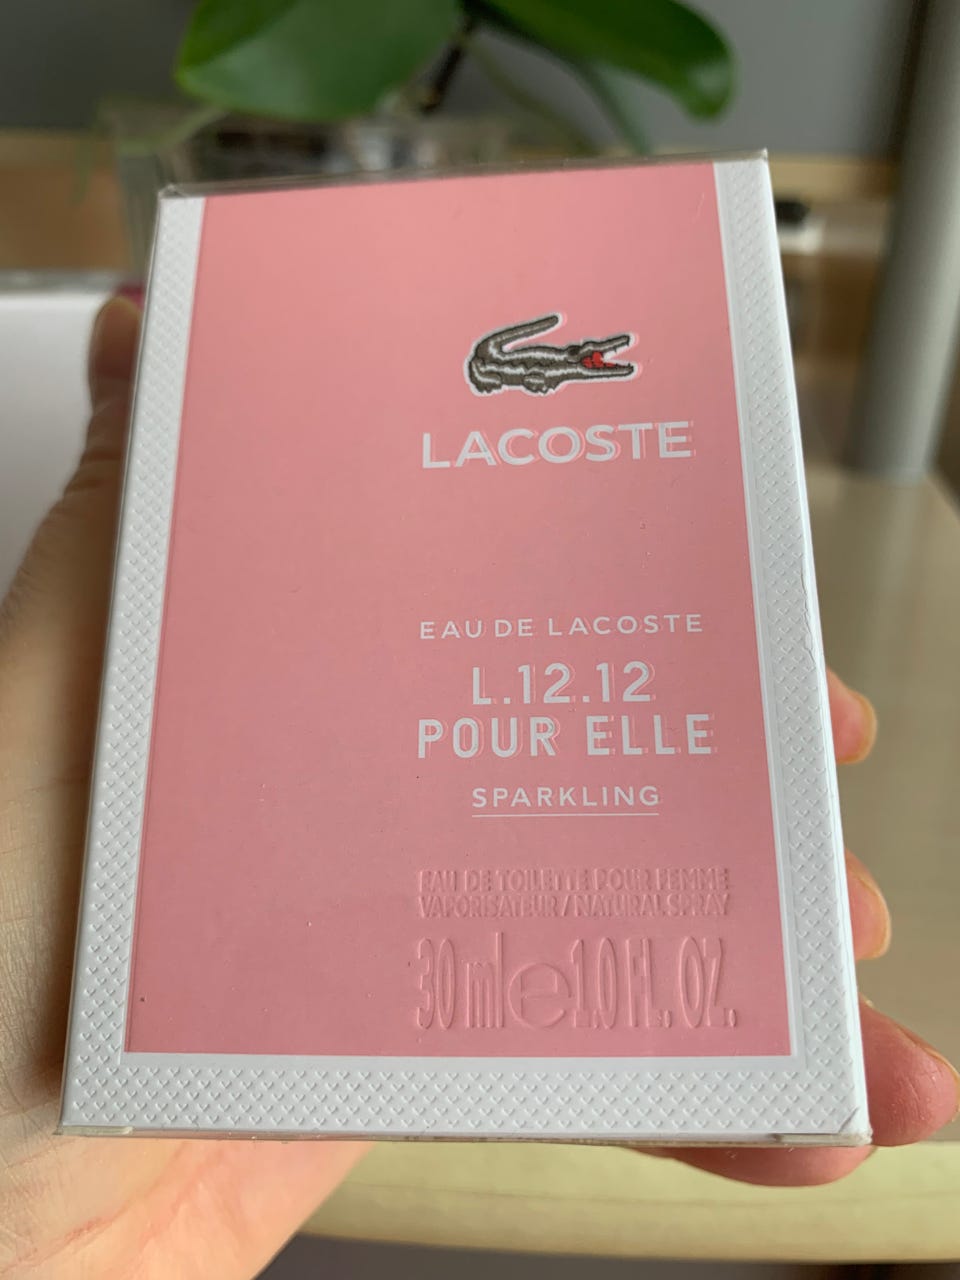 LACOSTE
EAU DE LACOSTE
L.12.12
POUR ELLE
SPARKLING
EAU DE TOILETTE POUR FEMME
VAPORISATEUR / NATURAL SPRAY
30 ml e 1.0 FL. OZ.